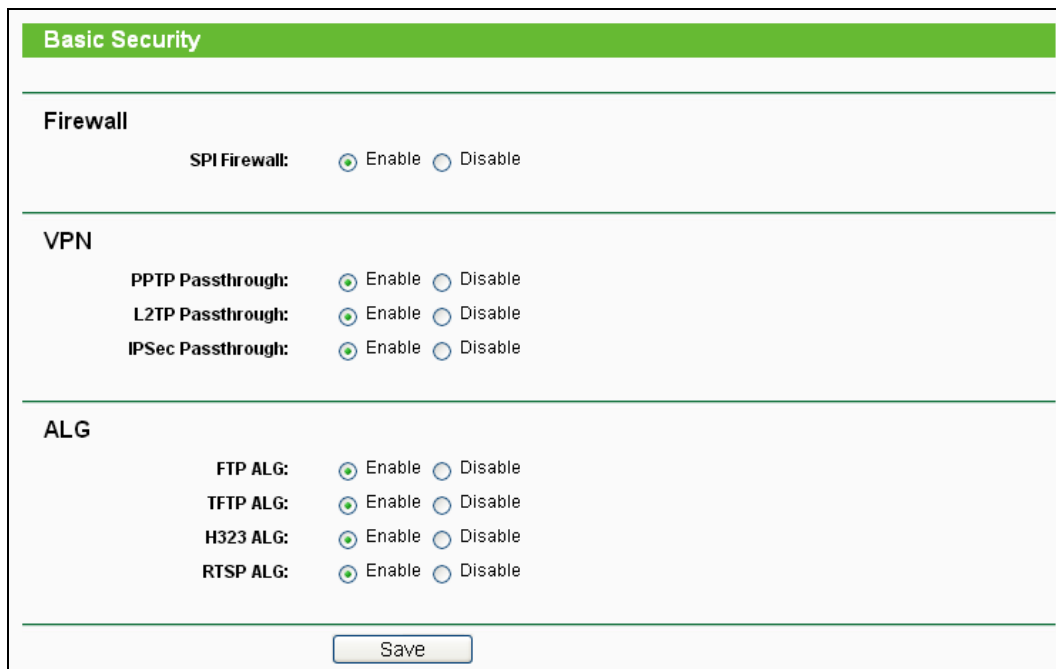 Basic Security
Firewall
SPI Firewall: Enable Disable
VPN
PPTP Passthrough: Enable Disable
L2TP Passthrough: Enable Disable
IPSec Passthrough: Enable Disable
ALG
FTP ALG: Enable Disable
TFTP ALG: Enable Disable
H323 ALG: Enable Disable
RTSP ALG: Enable Disable
Save